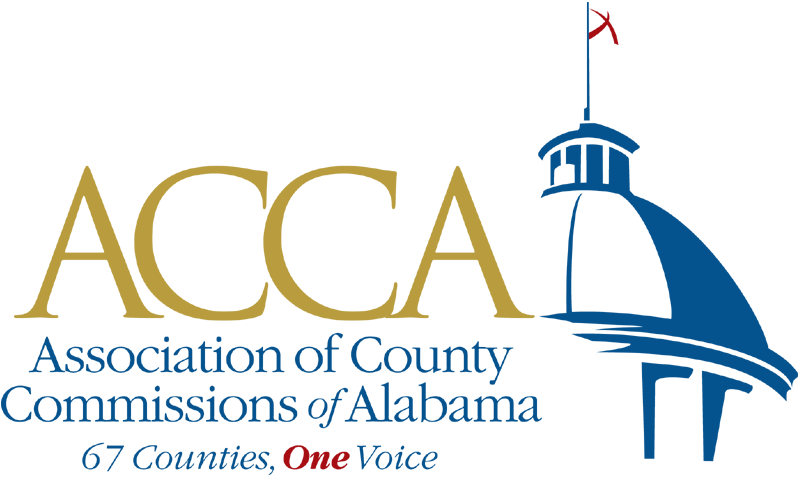 ACCA
Association of County
Commissions of Alabama
67 Counties, One Voice